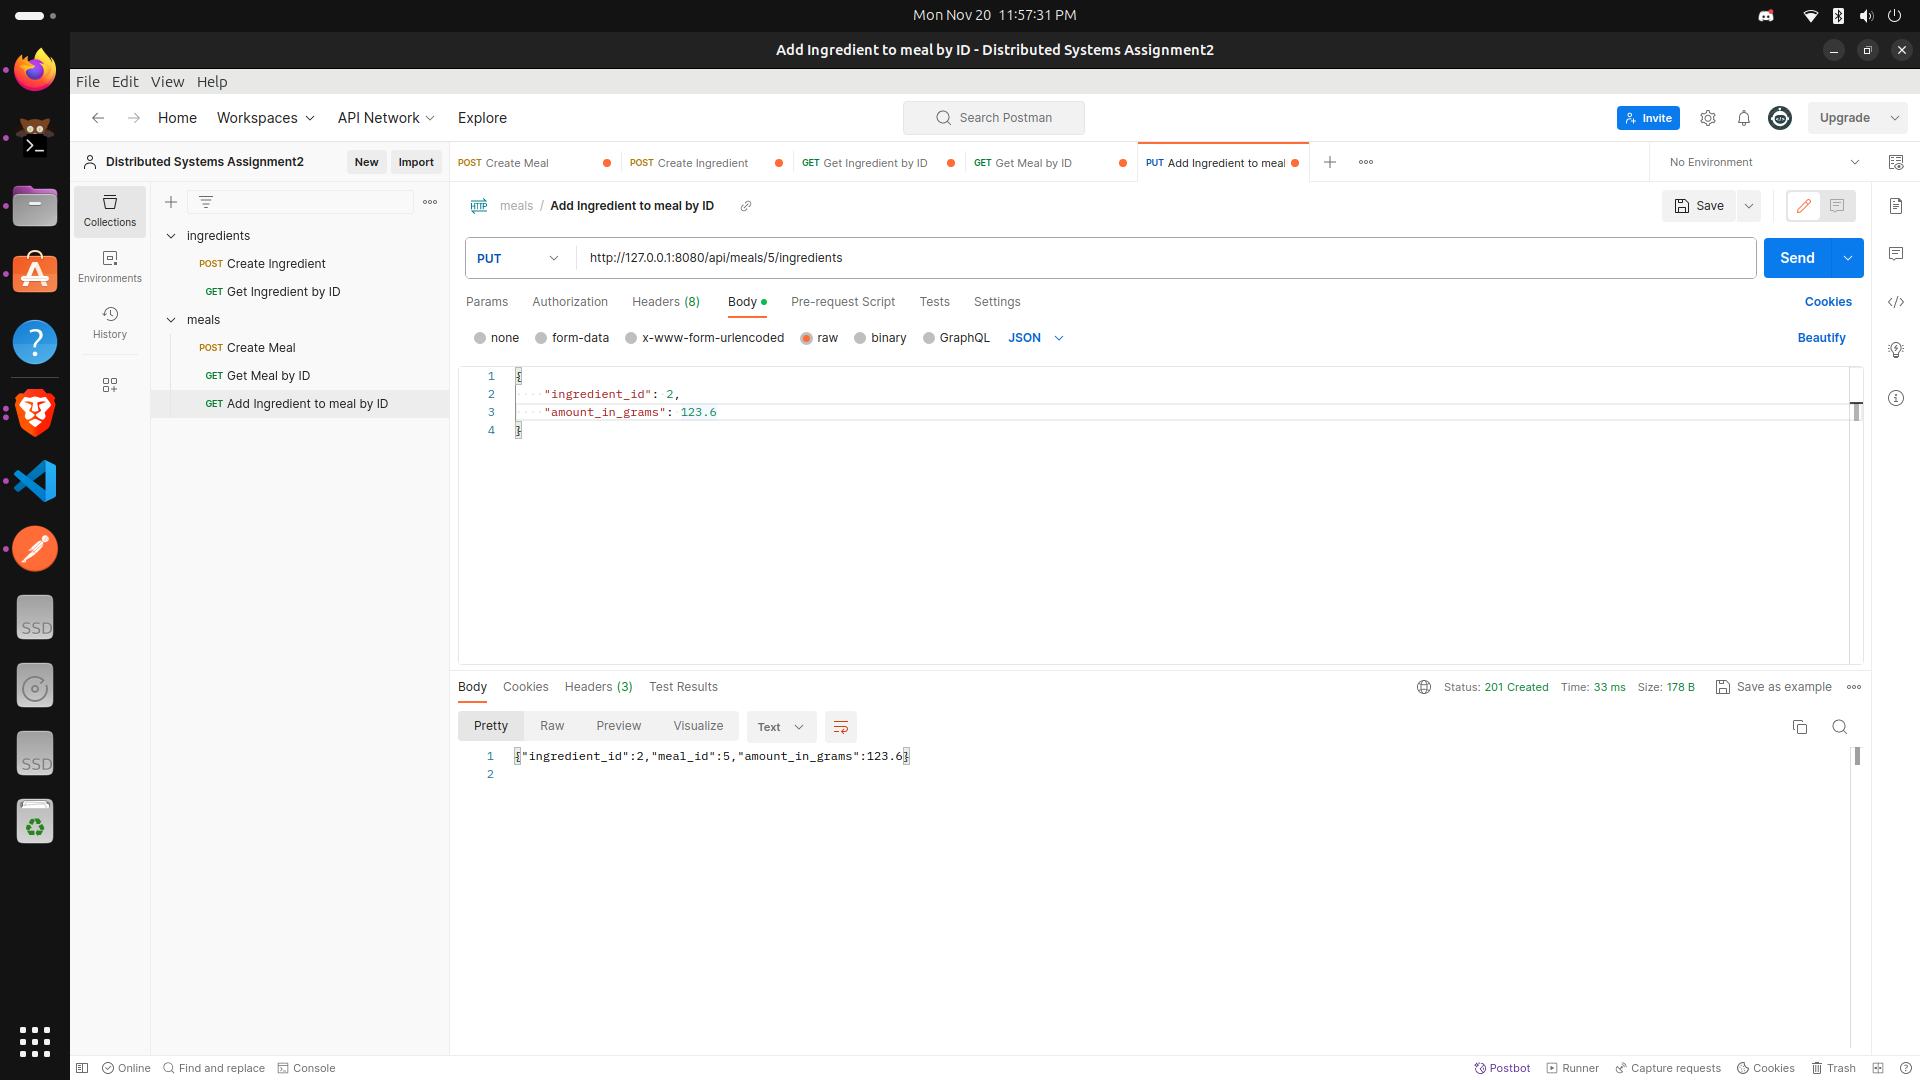 Mon Nov 20  11:57:31 PM
Add Ingredient to meal by ID - Distributed Systems Assignment2
File Edit View Help
Home Workspaces API Network Explore Search Postman Invite Upgrade
Distributed Systems Assignment2 New Import
POST Create Meal POST Create Ingredient GET Get Ingredient by ID GET Get Meal by ID PUT Add Ingredient to meal No Environment
Collections
Environments
History
ingredients
POST Create Ingredient
GET Get Ingredient by ID
meals
POST Create Meal
GET Get Meal by ID
GET Add Ingredient to meal by ID
HTTP meals / Add Ingredient to meal by ID Save
PUT http://127.0.0.1:8080/api/meals/5/ingredients Send
Params Authorization Headers (8) Body Pre-request Script Tests Settings Cookies
none form-data x-www-form-urlencoded raw binary GraphQL JSON Beautify
1 {
2 "ingredient_id": 2,
3 "amount_in_grams": 123.6
4 }
Body Cookies Headers (3) Test Results Status: 201 Created Time: 33 ms Size: 178 B Save as example
Pretty Raw Preview Visualize Text
1 {"ingredient_id":2,"meal_id":5,"amount_in_grams":123.6}
2
SSD
SSD
Online Find and replace Console Postbot Runner Capture requests Cookies Trash